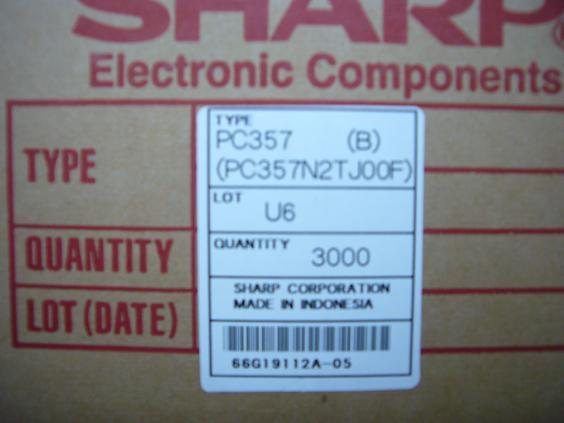 SHARP
Electronic Components
TYPE
TYPE
PC357 (B)
(PC357N2TJ00F)
LOT
U6
QUANTITY
QUANTITY
3000
LOT (DATE)
SHARP CORPORATION
MADE IN INDONESIA
66G19112A-05